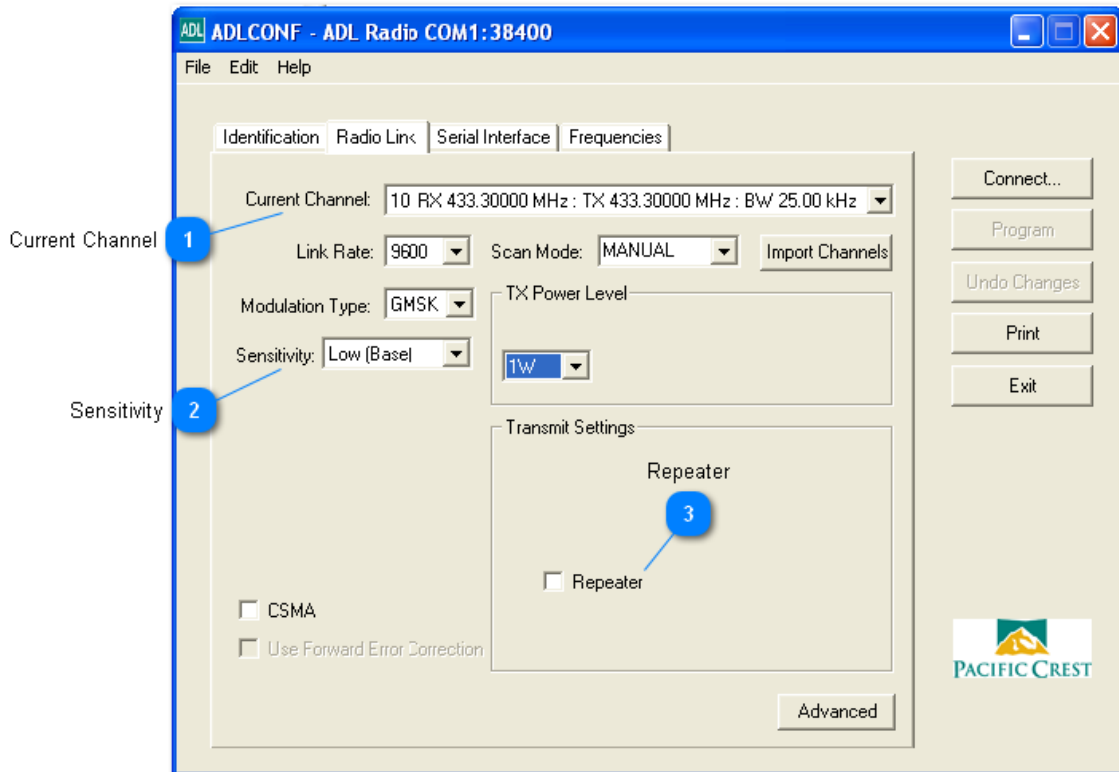 ADL ADLCONF - ADL Radio COM1:38400
File Edit Help
Identification Radio Link Serial Interface Frequencies
Current Channel: 10 RX 433.30000 MHz : TX 433.30000 MHz : BW 25.00 kHz
Connect...
Current Channel 1
Program
Link Rate: 9600 Scan Mode: MANUAL Import Channels
Undo Changes
Modulation Type: GMSK TX Power Level
Print
Sensitivity: Low (Base) 1W
Exit
Sensitivity 2
Transmit Settings
Repeater
3
Repeater
CSMA
Use Forward Error Correction
PACIFIC CREST
Advanced